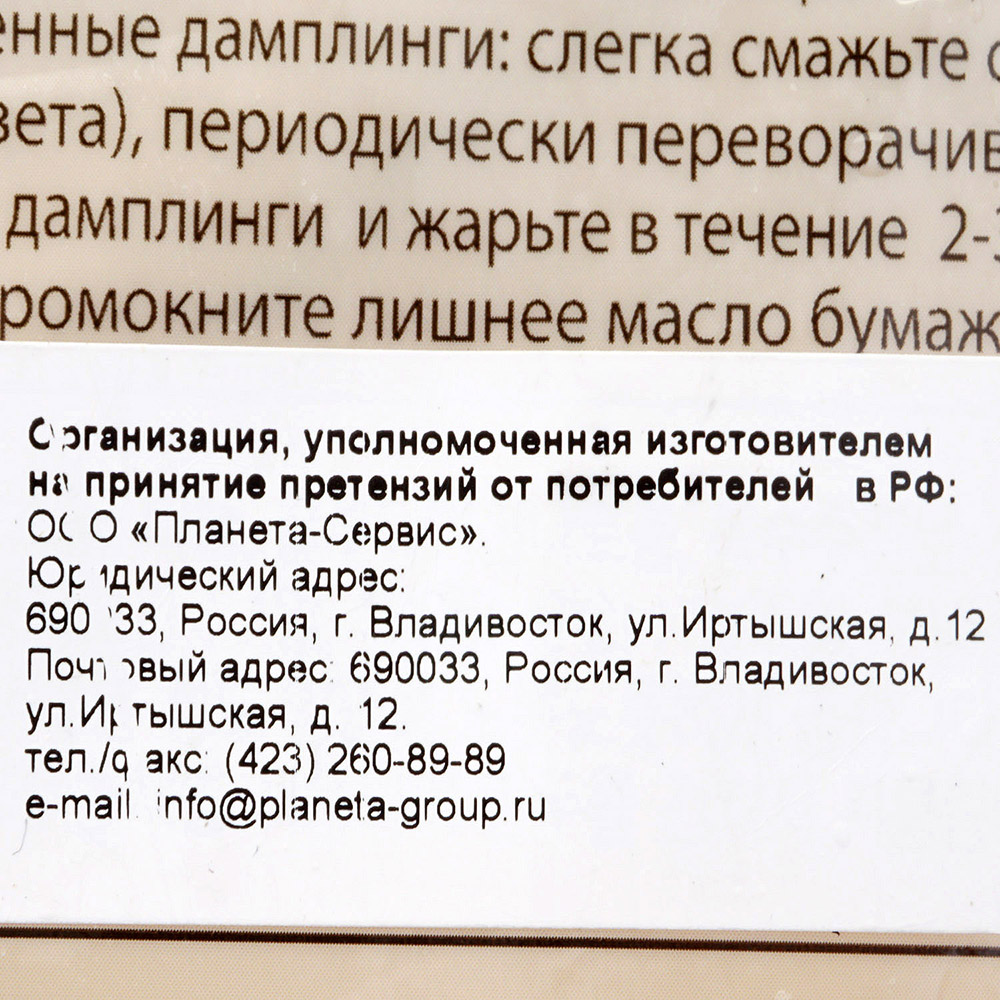 енные дамплинги: слегка смажьте с
вета), периодически переворачив
дамплинги и жарьте в течение 2-3
ромокните лишнее масло бумаж
Организация, уполномоченная изготовителем
на принятие претензий от потребителей в РФ:
ООО «Планета-Сервис».
Юридический адрес:
690033, Россия, г. Владивосток, ул.Иртышская, д.12
Почтовый адрес: 690033, Россия, г. Владивосток,
ул.Иртышская, д. 12.
тел./факс: (423) 260-89-89
e-mail: info@planeta-group.ru